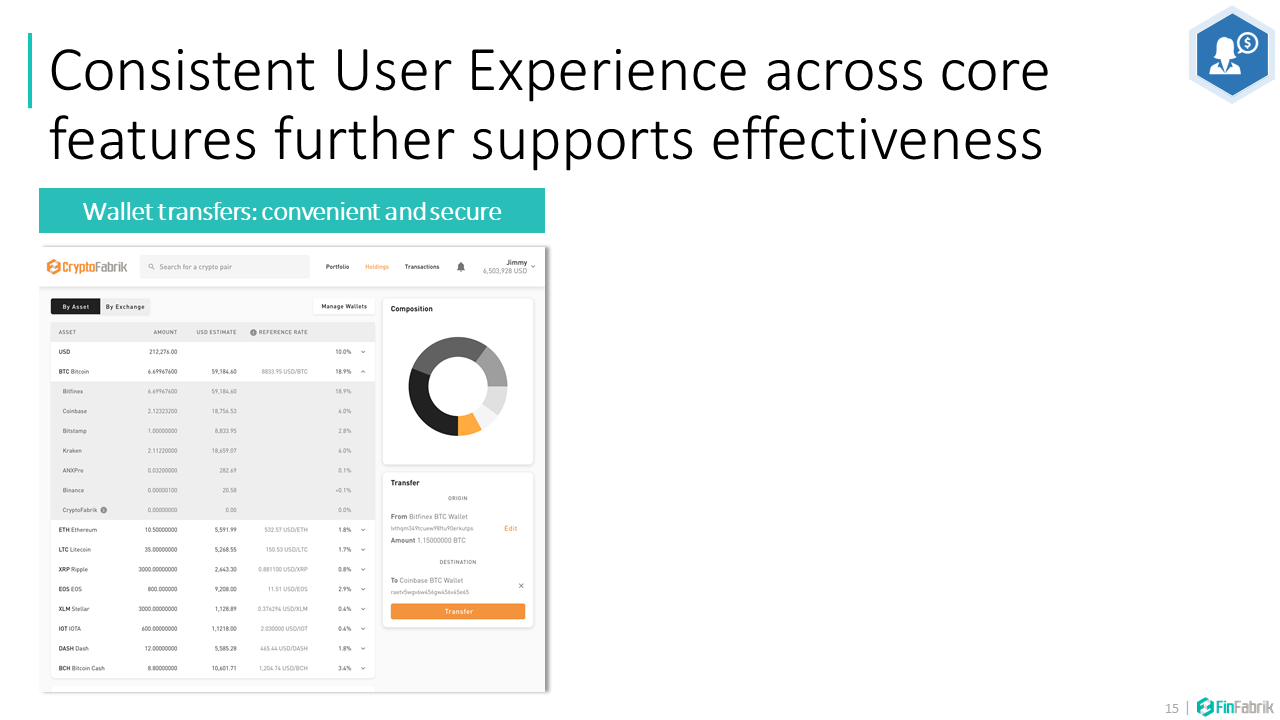 Consistent User Experience across core
features further supports effectiveness
Wallet transfers: convenient and secure
CryptoFabrik
Search for a crypto pair
Portfolio Holdings Transactions
Jimmy
6,503,928 USD
By Asset By Exchange
Manage Wallets
ASSET AMOUNT USD ESTIMATE REFERENCE RATE
USD 212,276.00 10.0%
BTC Bitcoin 6.69967600 59,184.60 8833.95 USD/BTC 18.9%
Bitfinex 6.69967600 59,184.60 18.9%
Coinbase 2.12323200 18,756.53 6.0%
Bitstamp 1.00000000 8,833.95 2.8%
Kraken 2.11220000 18,659.07 6.0%
ANXPro 0.03200000 282.69 0.1%
Binance 0.00000100 20.58 <0.1%
CryptoFabrik 0.00000000 0.00 0.0%
ETH Ethereum 10.50000000 5,591.99 532.57 USD/ETH 1.8%
LTC Litecoin 35.00000000 5,268.55 150.53 USD/LTC 1.7%
XRP Ripple 3000.00000000 2,643.30 0.881100 USD/XRP 0.8%
EOS EOS 800.000000 9,208.00 11.51 USD/EOS 2.9%
XLM Stellar 3000.00000000 1,128.89 0.376294 USD/XLM 0.4%
IOT IOTA 600.00000000 1,1218.00 2.030000 USD/IOT 0.4%
DASH Dash 12.00000000 5,585.28 465.44 USD/DASH 1.8%
BCH Bitcoin Cash 8.80000000 10,601.71 1,204.74 USD/BCH 3.4%
Composition
Transfer
ORIGIN
From Bitfinex BTC Wallet
Edit
Amount 1.15000000 BTC
DESTINATION
To Coinbase BTC Wallet
Transfer
15
FinFabrik